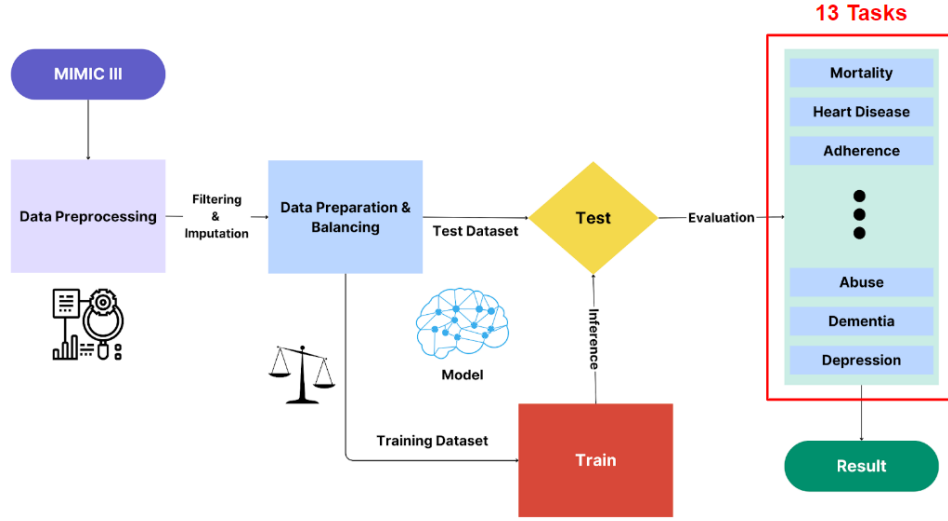 13 Tasks
MIMIC III
Data Preprocessing
Filtering
&
Imputation
Data Preparation &
Balancing
Test Dataset
Training Dataset
Model
Train
Inference
Test
Evaluation
Mortality
Heart Disease
Adherence
Abuse
Dementia
Depression
Result